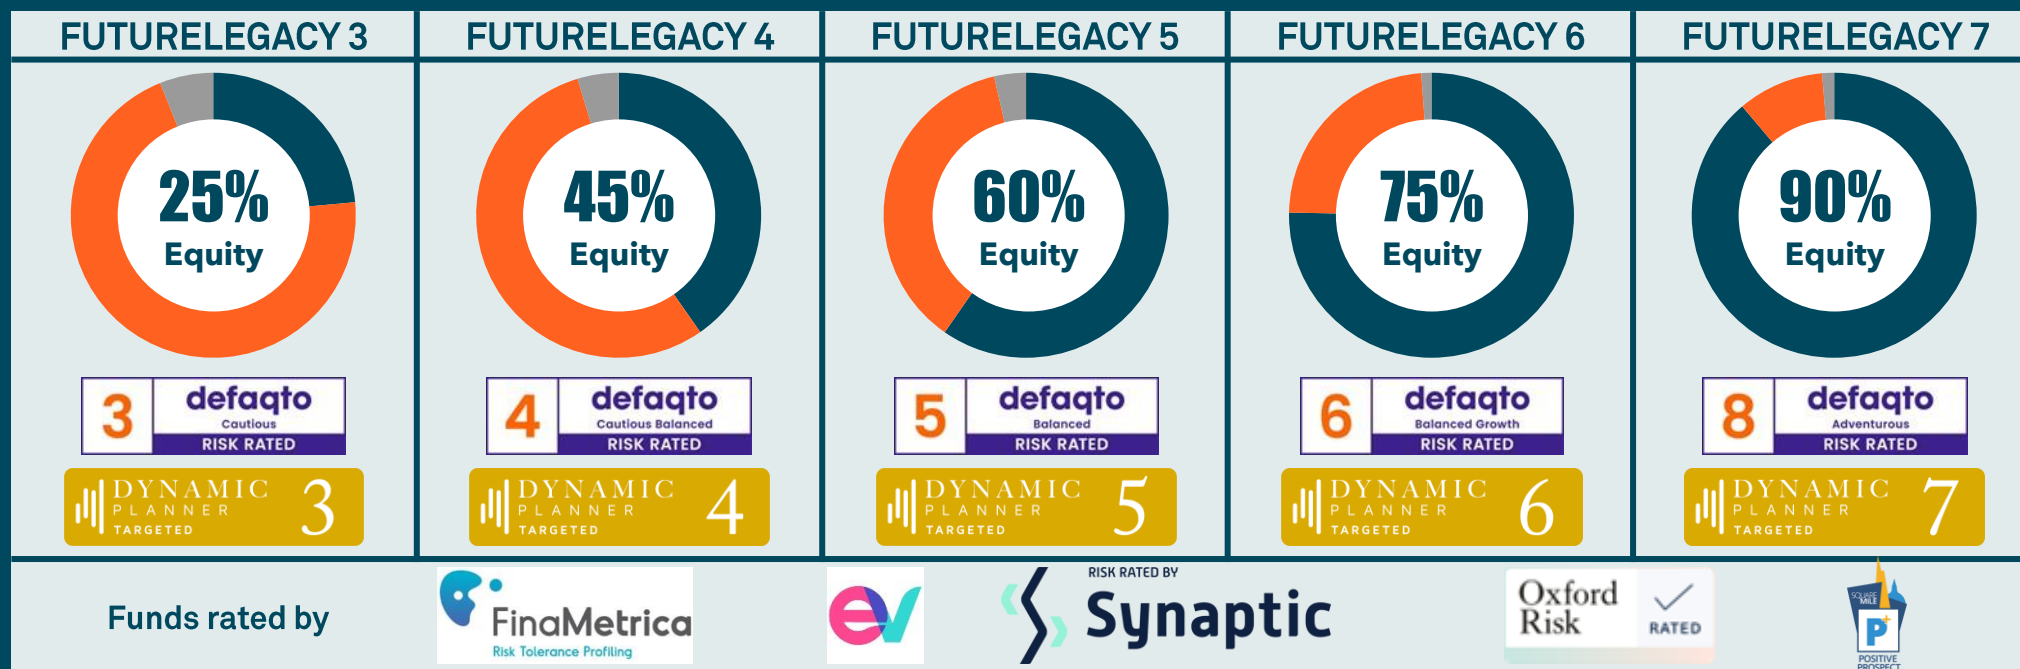 FUTURELEGACY 3
FUTURELEGACY 4
FUTURELEGACY 5
FUTURELEGACY 6
FUTURELEGACY 7
25%
Equity
45%
Equity
60%
Equity
75%
Equity
90%
Equity
3
defaqto
Cautious
RISK RATED
4
defaqto
Cautious Balanced
RISK RATED
5
defaqto
Balanced
RISK RATED
6
defaqto
Balanced Growth
RISK RATED
8
defaqto
Adventurous
RISK RATED
DYNAMIC
PLANNER
TARGETED
3
DYNAMIC
PLANNER
TARGETED
4
DYNAMIC
PLANNER
TARGETED
5
DYNAMIC
PLANNER
TARGETED
6
DYNAMIC
PLANNER
TARGETED
7
Funds rated by
FinaMetrica
Risk Tolerance Profiling
ev
RISK RATED BY
Synaptic
Oxford
Risk
RATED
SQUARE
MILE
P+
POSITIVE
PROSPECT